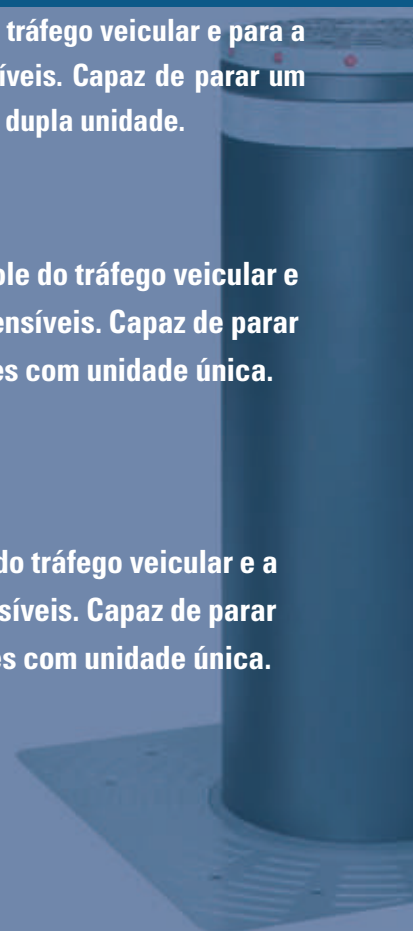 tráfego veicular e para a
íveis. Capaz de parar um
dupla unidade.
ole do tráfego veicular e
ensíveis. Capaz de parar
es com unidade única.
do tráfego veicular e a
síveis. Capaz de parar
es com unidade única.